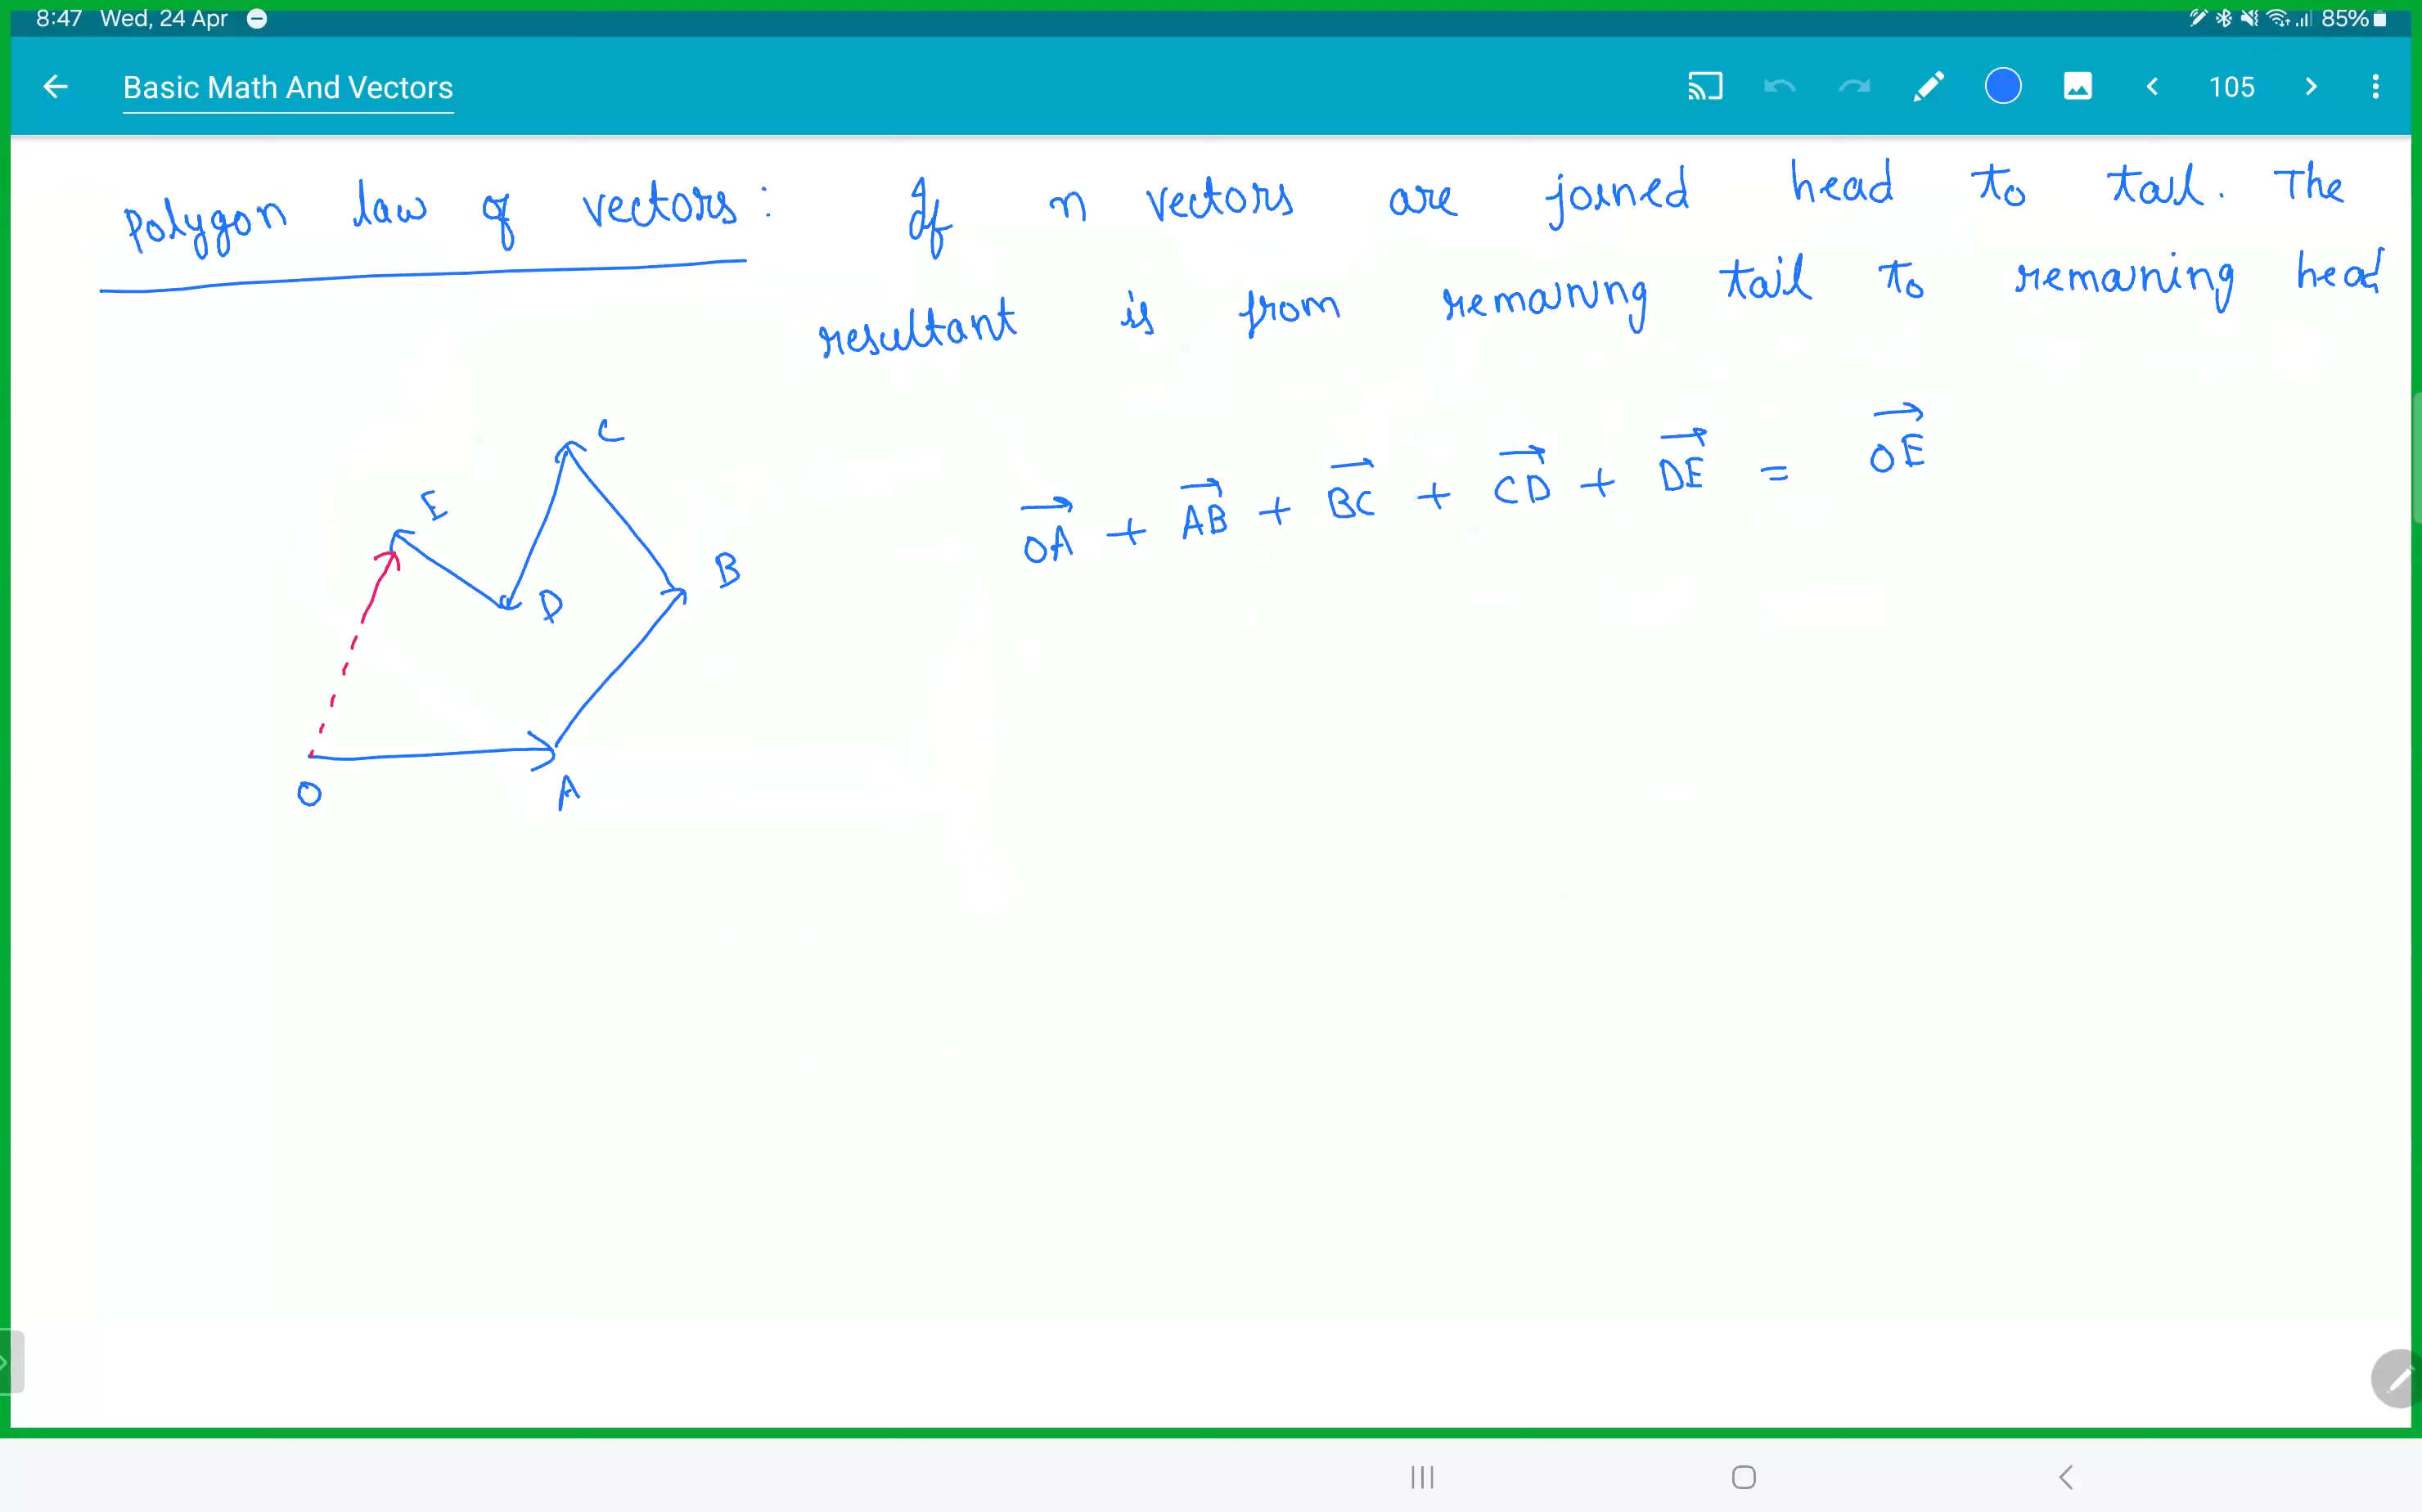 8:47 Wed, 24 Apr 85%
Basic Math And Vectors 105
Polygon law of vectors : If n vectors are joined head to tail. The
resultant is from remaining tail to remaining head
C
E
B
D
O A
→OA + →AB + →BC + →CD + →DE = →OE